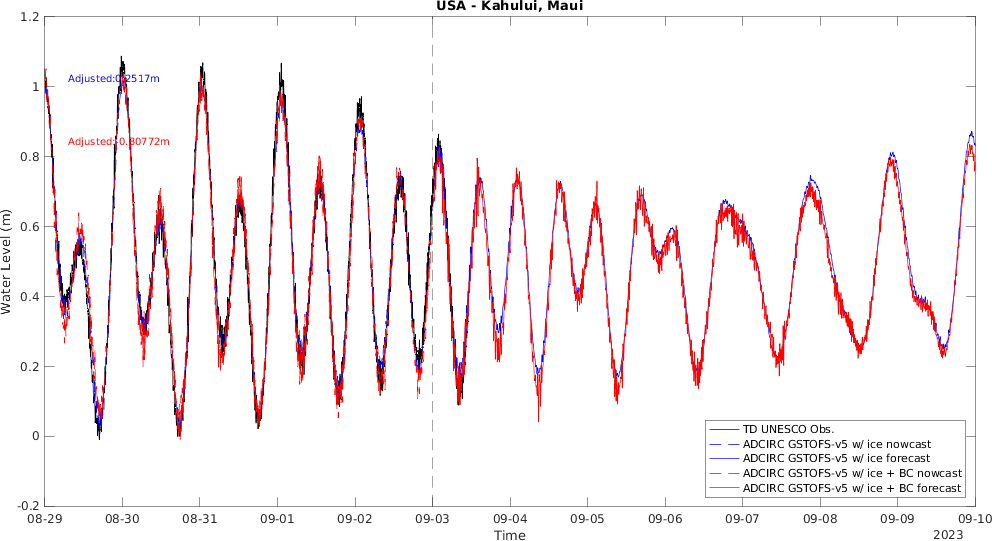 USA - Kahului, Maui
1.2
1
0.8
0.6
0.4
0.2
0
-0.2
Water Level (m)
Adjusted:0.2517m
Adjusted:-0.80772m
TD UNESCO Obs.
ADCIRC GSTOFS-v5 w/ ice nowcast
ADCIRC GSTOFS-v5 w/ ice forecast
ADCIRC GSTOFS-v5 w/ ice + BC nowcast
ADCIRC GSTOFS-v5 w/ ice + BC forecast
08-29 08-30 08-31 09-01 09-02 09-03 09-04 09-05 09-06 09-07 09-08 09-09 09-10
Time
2023